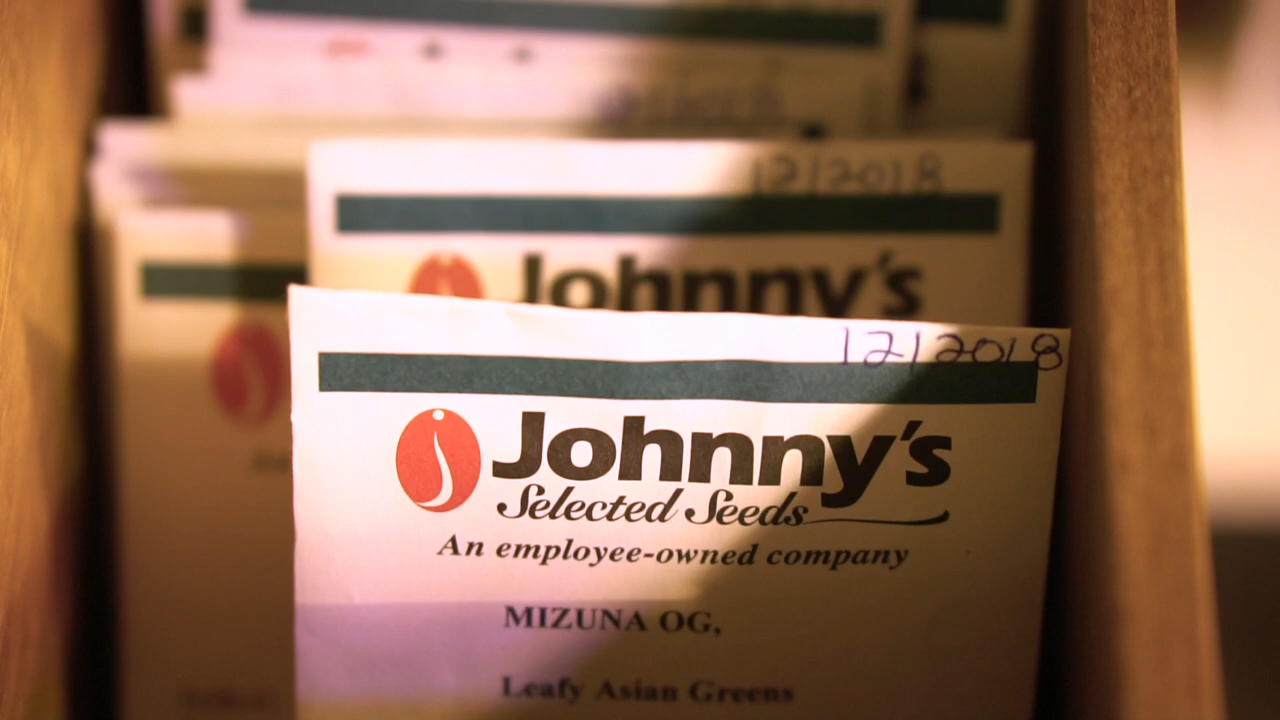 12/2018
Johnny's
12/2018
Johnny's
Selected Seeds
An employee-owned company
MIZUNA OG,
Leafy Asian Greens